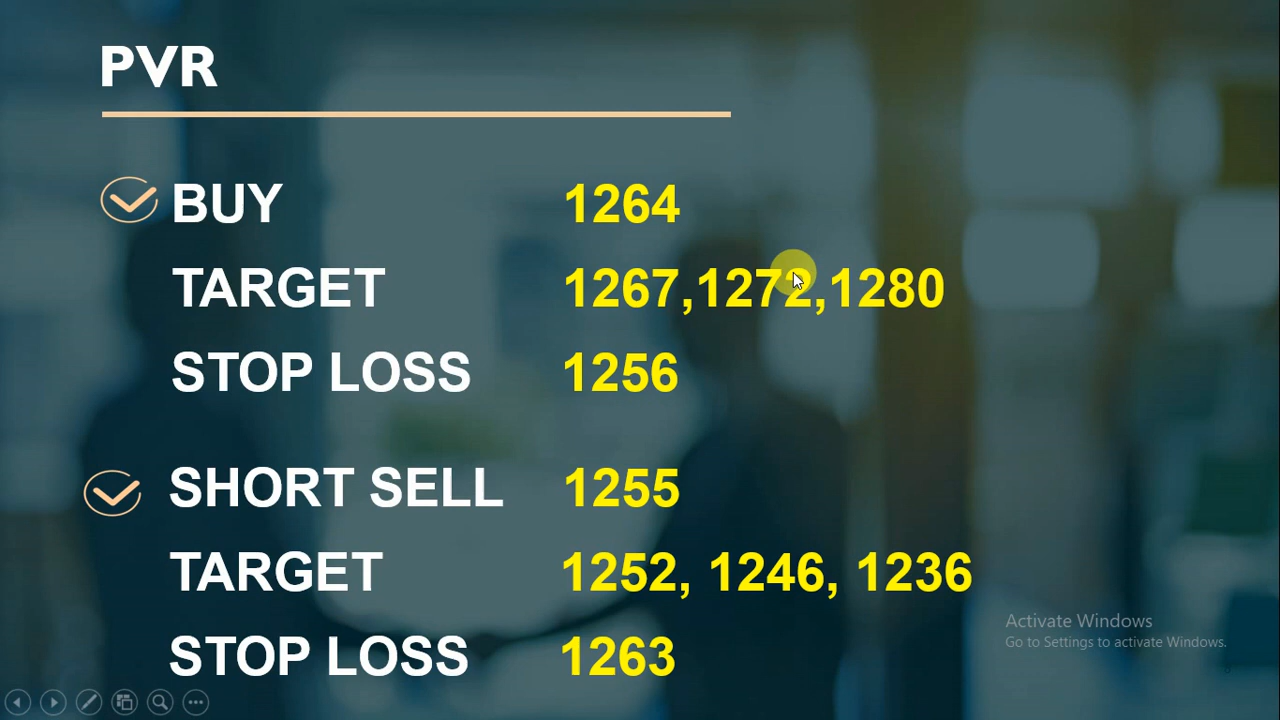 PVR
BUY 1264
TARGET 1267,1272,1280
STOP LOSS 1256
SHORT SELL 1255
TARGET 1252, 1246, 1236
STOP LOSS 1263
Activate Windows
Go to Settings to activate Windows.